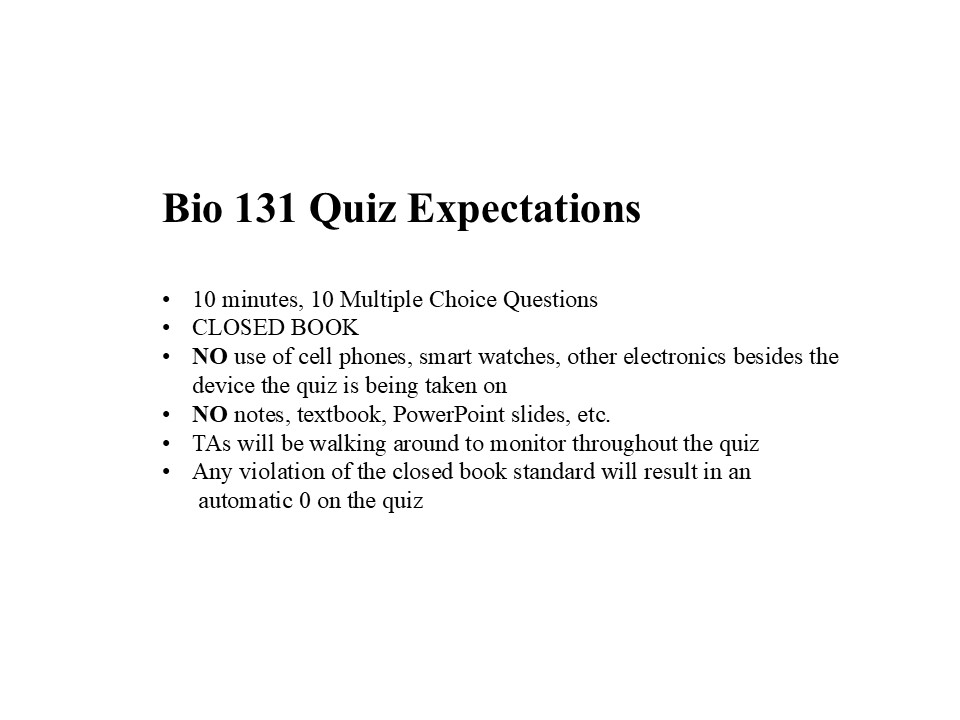 Bio 131 Quiz Expectations
• 10 minutes, 10 Multiple Choice Questions
• CLOSED BOOK
• NO use of cell phones, smart watches, other electronics besides the
device the quiz is being taken on
• NO notes, textbook, PowerPoint slides, etc.
• TAs will be walking around to monitor throughout the quiz
• Any violation of the closed book standard will result in an
automatic 0 on the quiz